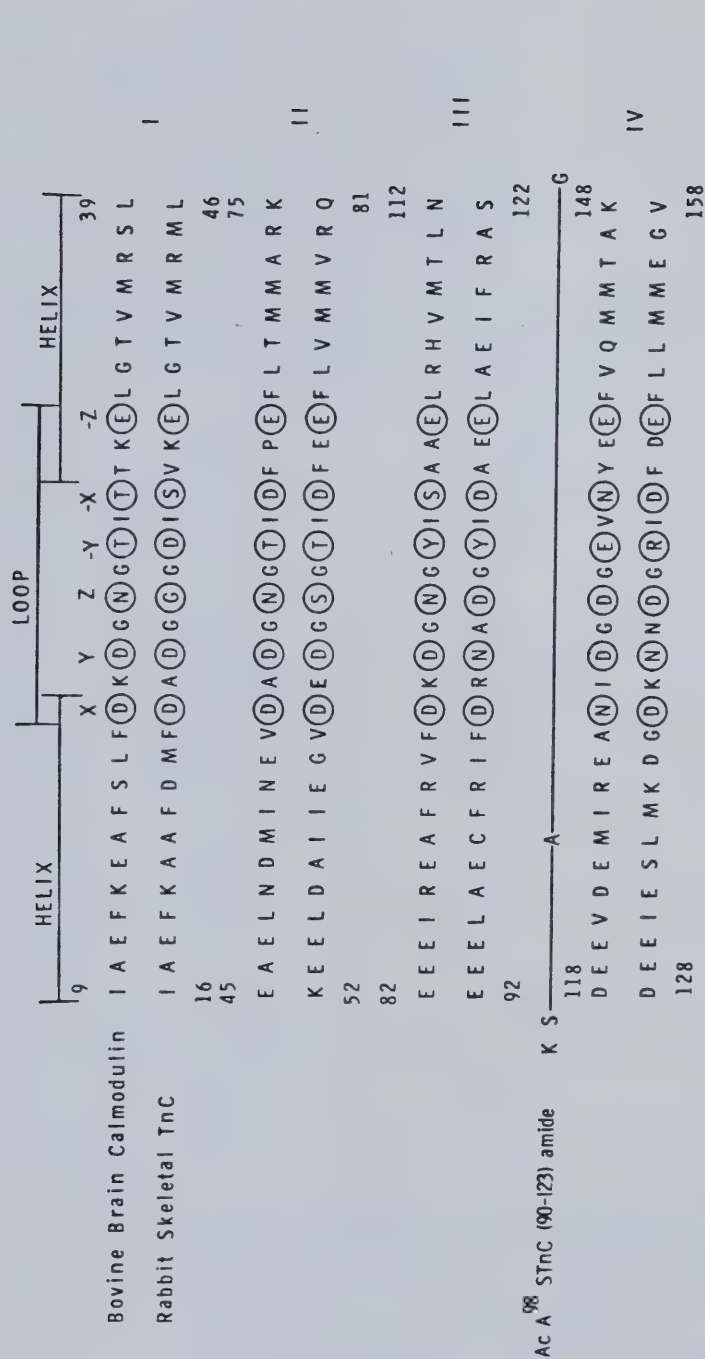 LOOP
HELIX HELIX
X Y Z -Y -X -Z
9 39
Bovine Brain Calmodulin I A E F K E A F S L F D K D G N G T I T T K E L G T V M R S L
I
Rabbit Skeletal TnC I A E F K A A F D M F D A D G G G D I S V K E L G T V M R M L
16 46
45 75
E A E L N D M I N E V D A D G N G T I D F P E F L T M M A R K
II
K E E L D A I I E G V D E D G S G T I D F E E F L V M M V R Q
52 81
82 112
E E E I R E A F R V F D K D G N G Y I S A A E L R H V M T L N
III
E E E L A E C F R I F D R N A D G Y I D A E E L A E I F R A S
92 122
Ac A98 STnC (90-123) amide K S A G
118 148
D E E V D E M I R E A N I D G D G E V N Y E E F V Q M M T A K
IV
D E E I E S L M K D G D K N N D G R I D F D E F L L M M E G V
128 158